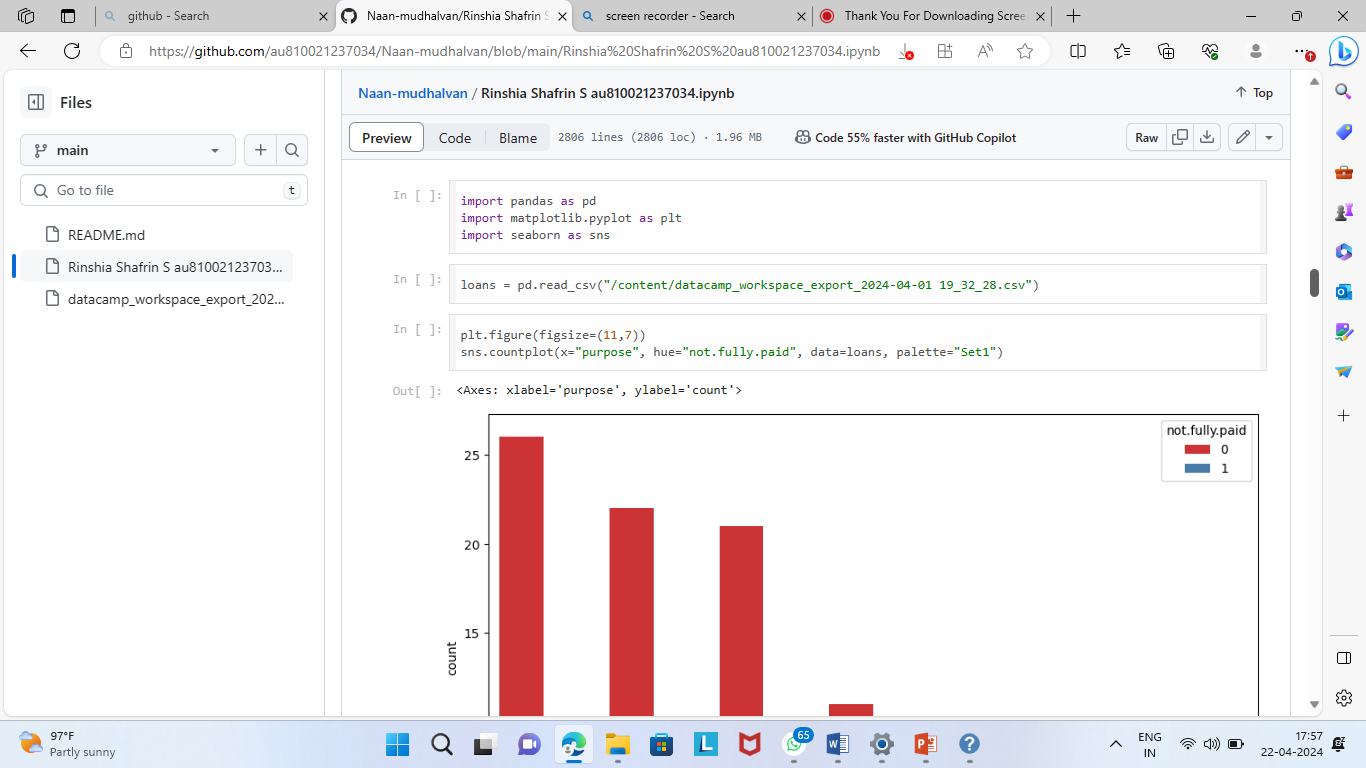 github - Search
Naan-mudhalvan/Rinshia Shafrin S
screen recorder - Search
Thank You For Downloading Scree
https://github.com/au810021237034/Naan-mudhalvan/blob/main/Rinshia%20Shafrin%20S%20au810021237034.ipynb
Files
main
Go to file
t
README.md
Rinshia Shafrin S au81002123703...
datacamp_workspace_export_202...
Naan-mudhalvan / Rinshia Shafrin S au810021237034.ipynb
Top
Preview
Code
Blame
2806 lines (2806 loc) · 1.96 MB
Code 55% faster with GitHub Copilot
Raw
In [ ]:
import pandas as pd
import matplotlib.pyplot as plt
import seaborn as sns
In [ ]:
loans = pd.read_csv("/content/datacamp_workspace_export_2024-04-01 19_32_28.csv")
In [ ]:
plt.figure(figsize=(11,7))
sns.countplot(x="purpose", hue="not.fully.paid", data=loans, palette="Set1")
Out[ ]:
<Axes: xlabel='purpose', ylabel='count'>
not.fully.paid
0
1
25
20
15
count
97°F
Partly sunny
65
ENG
IN
17:57
22-04-2024